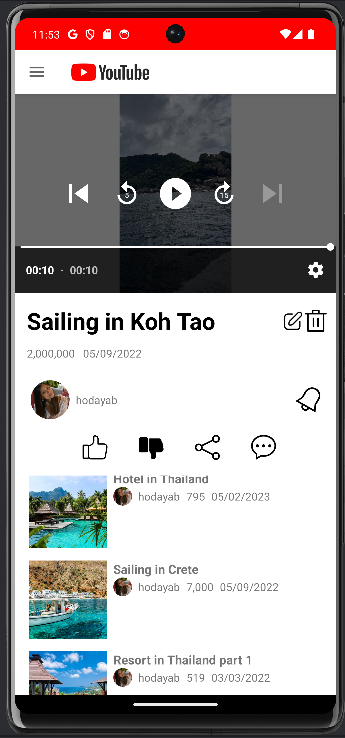 11:53
YouTube
5
15
00:10 - 00:10
Sailing in Koh Tao
2,000,000 05/09/2022
hodayab
Hotel in Thailand
hodayab 795 05/02/2023
Sailing in Crete
hodayab 7,000 05/09/2022
Resort in Thailand part 1
hodayab 519 03/03/2022